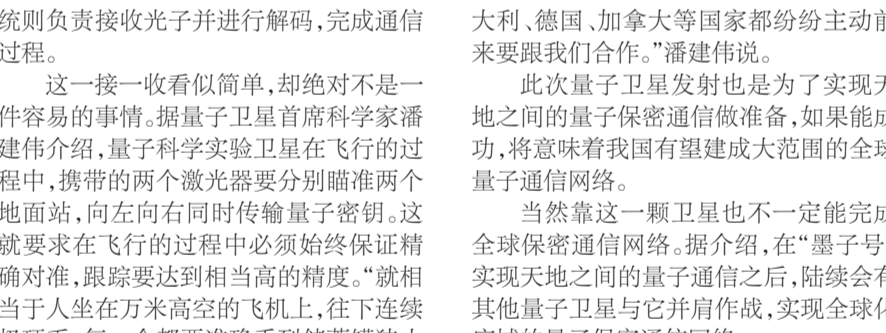 统则负责接收光子并进行解码，完成通信
过程。
这一接一收看似简单，却绝对不是一
件容易的事情。据量子卫星首席科学家潘
建伟介绍，量子科学实验卫星在飞行的过
程中，携带的两个激光器要分别瞄准两个
地面站，向左向右同时传输量子密钥。这
就要求在飞行的过程中必须始终保证精
确对准，跟踪要达到相当高的精度。“就相
当于人坐在万米高空的飞机上，往下连续
大利、德国、加拿大等国家都纷纷主动前
来要跟我们合作。”潘建伟说。
此次量子卫星发射也是为了实现天
地之间的量子保密通信做准备，如果能成
功，将意味着我国有望建成大范围的全球
量子通信网络。
当然靠这一颗卫星也不一定能完成
全球保密通信网络。据介绍，在“墨子号”
实现天地之间的量子通信之后，陆续会有
其他量子卫星与它并肩作战，实现全球化